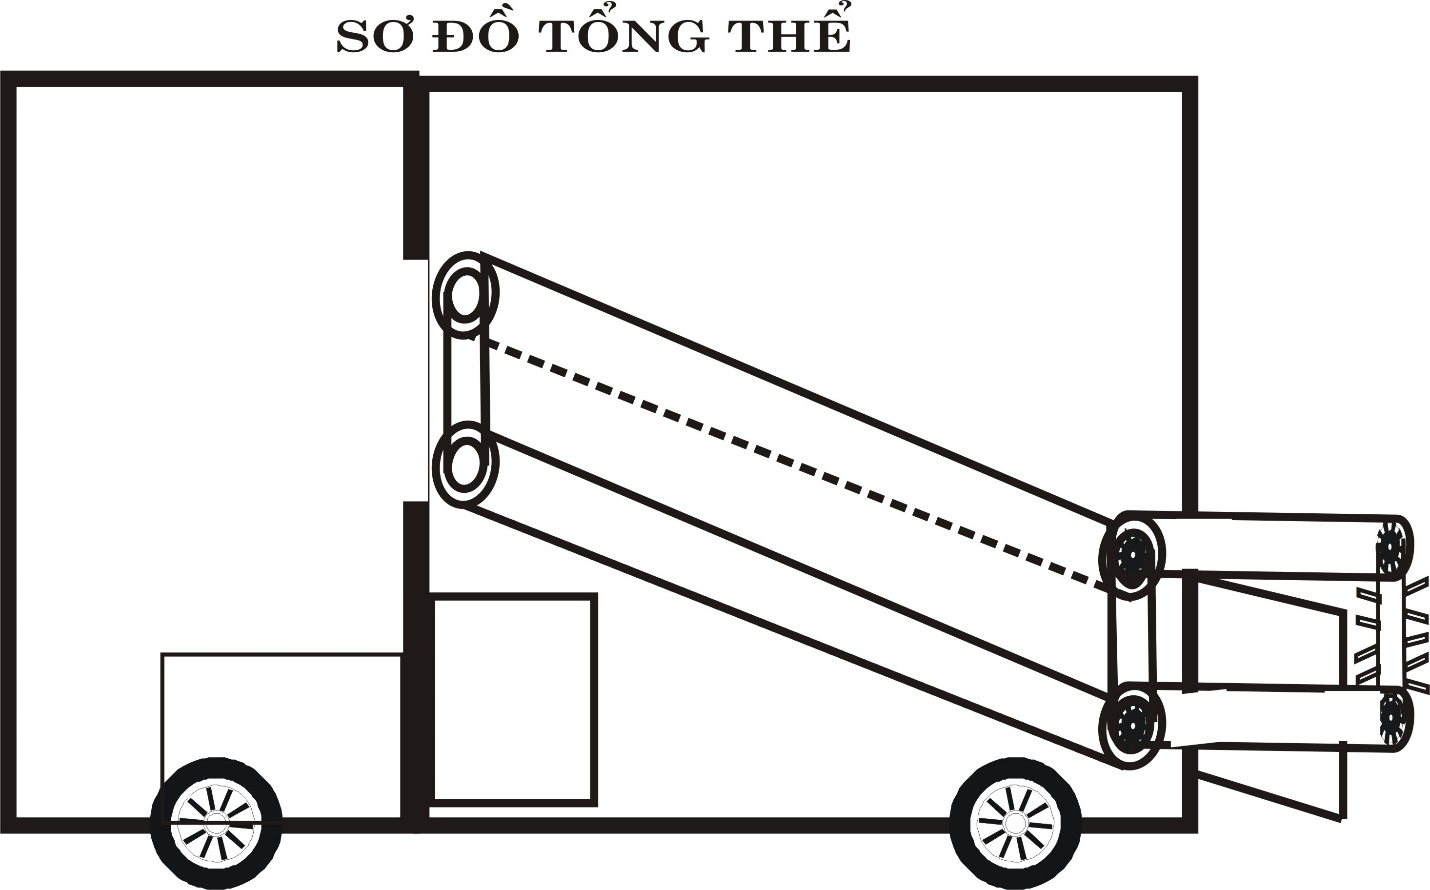 SƠ ĐỒ TỔNG THỂ